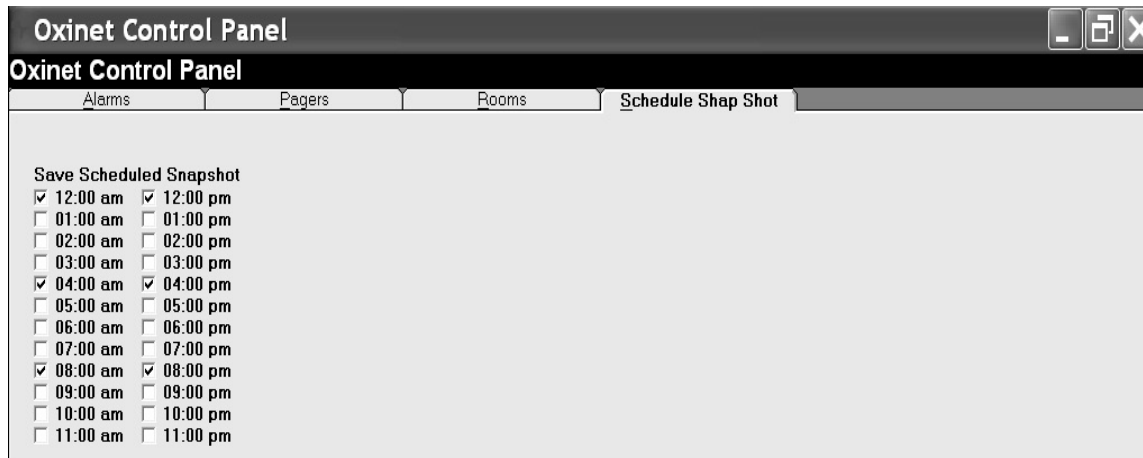 Oxinet Control Panel
Oxinet Control Panel
Alarms Pagers Rooms Schedule Shap Shot
Save Scheduled Snapshot
12:00 am 12:00 pm
01:00 am 01:00 pm
02:00 am 02:00 pm
03:00 am 03:00 pm
04:00 am 04:00 pm
05:00 am 05:00 pm
06:00 am 06:00 pm
07:00 am 07:00 pm
08:00 am 08:00 pm
09:00 am 09:00 pm
10:00 am 10:00 pm
11:00 am 11:00 pm